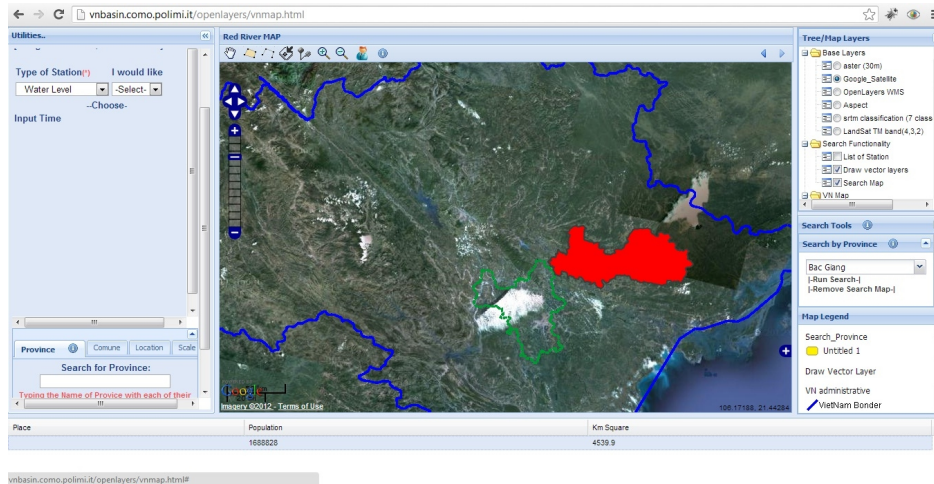 vnbasin.como.polimi.it/openlayers/vnmap.html
Utilities..
Type of Station(*) I would like
Water Level -Select-
--Choose-
Input Time
Province Comune Location Scale
Search for Province:
Typing the Name of Provice with each of their
Red River MAP
Google
Imagery ©2012 - Terms of Use
106.17188, 21.44284
Tree/Map Layers
Base Layers
aster (30m)
Google_Satellite
OpenLayers WMS
Aspect
srtm classification (7 class
LandSat TM band(4,3,2)
Search Functionality
List of Station
Draw vector layers
Search Map
VN Map
Search Tools
Search by Province
Bac Giang
|-Run Search-|
|-Remove Search Map-|
Map Legend
Search_Province
Untitled 1
Draw Vector Layer
VN administrative
VietNam Bonder
Place Population Km Square
1688828 4539.9
vnbasin.como.polimi.it/openlayers/vnmap.html#